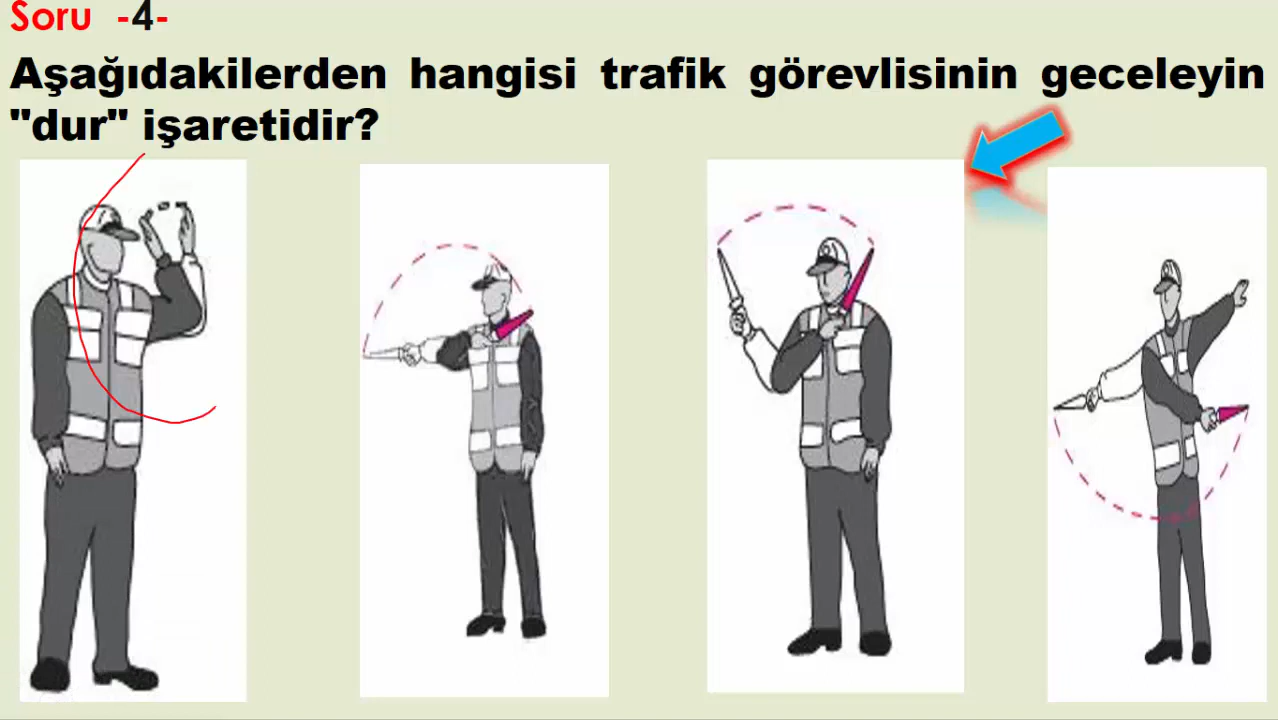 Soru -4-
Aşağıdakilerden hangisi trafik görevlisinin geceleyin
"dur" işaretidir?